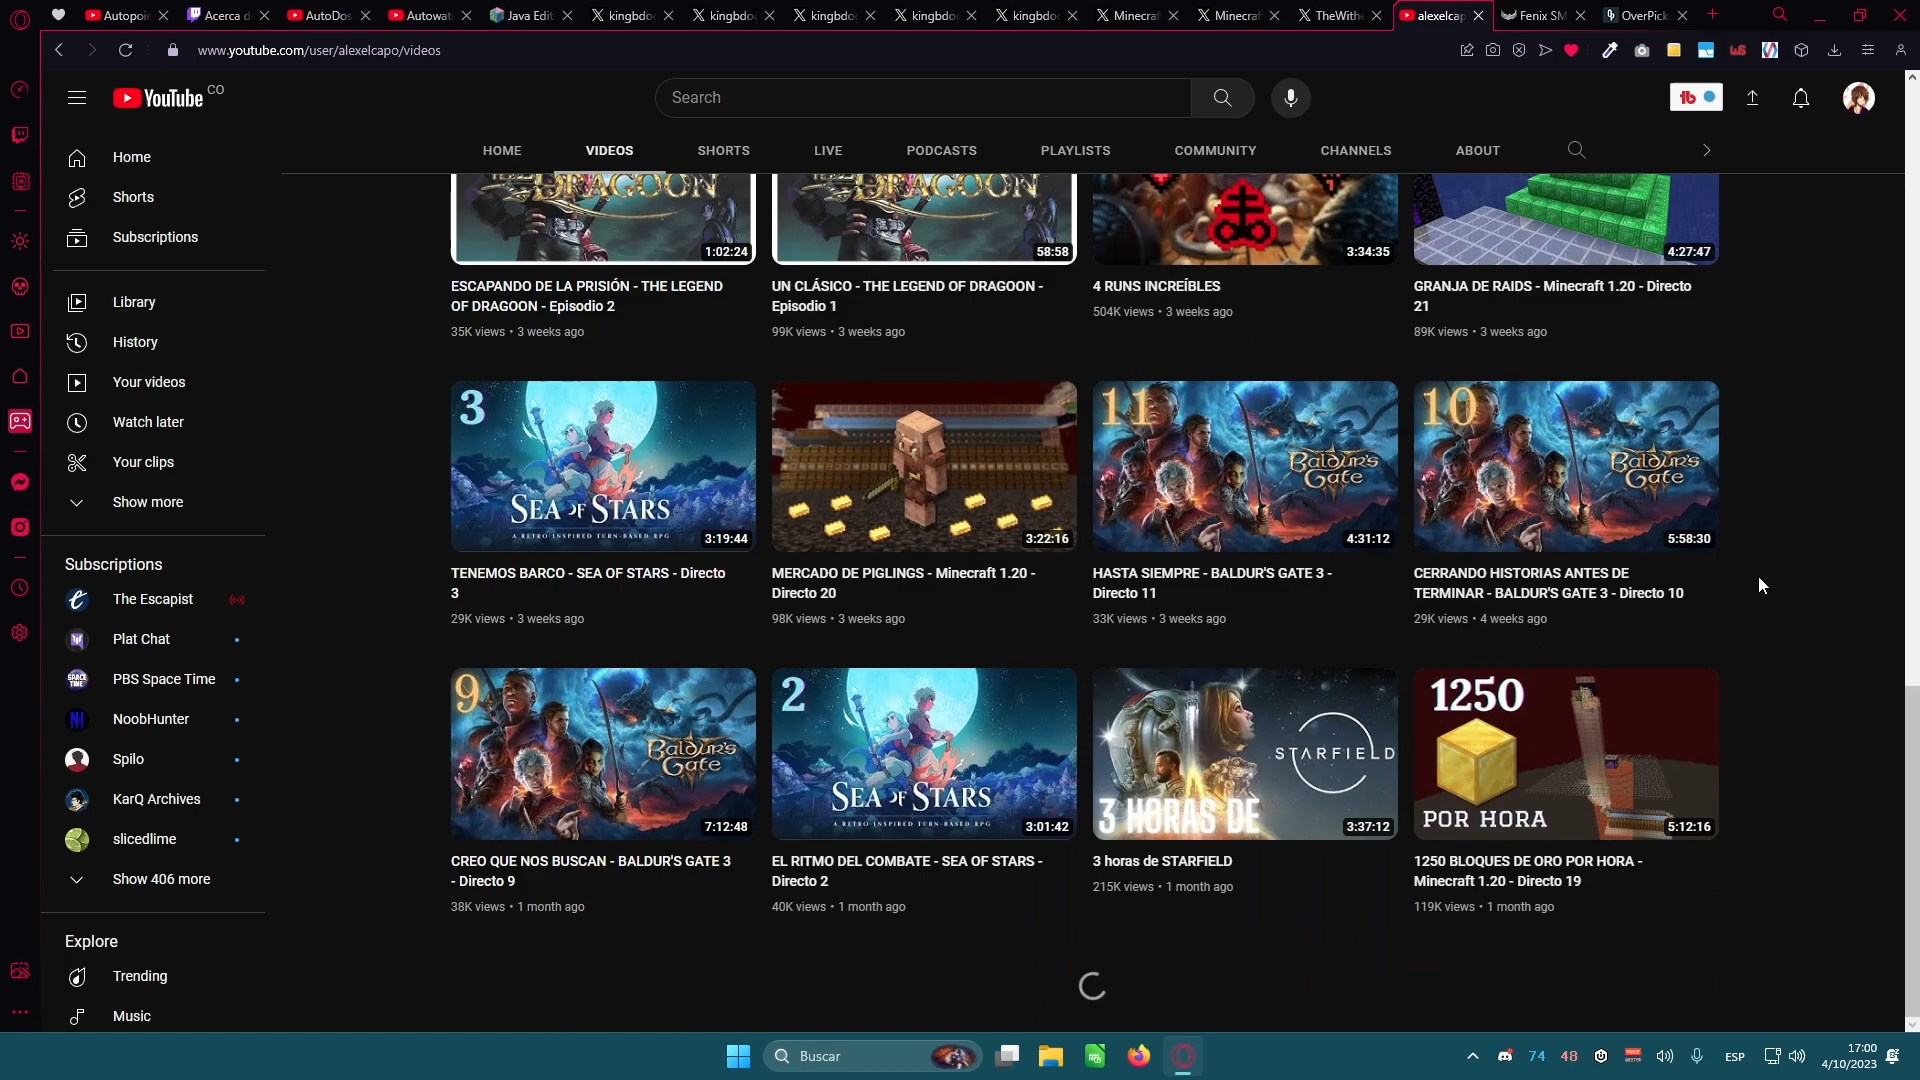 Autopoie
Acerca d
AutoDos
Autowat
Java Edit
kingbdo
kingbdo
kingbdo
kingbdo
kingbdo
Minecraf
Minecraf
TheWithe
alexelcap
Fenix SM
OverPick
www.youtube.com/user/alexelcapo/videos
YouTube CO
Search
Home
Shorts
Subscriptions
Library
History
Your videos
Watch later
Your clips
Show more
Subscriptions
The Escapist
Plat Chat
PBS Space Time
NoobHunter
Spilo
KarQ Archives
slicedlime
Show 406 more
Explore
Trending
Music
HOME VIDEOS SHORTS LIVE PODCASTS PLAYLISTS COMMUNITY CHANNELS ABOUT
DRAGOON
1:02:24
ESCAPANDO DE LA PRISIÓN - THE LEGEND
OF DRAGOON - Episodio 2
35K views • 3 weeks ago
DRAGOON
58:58
UN CLÁSICO - THE LEGEND OF DRAGOON -
Episodio 1
99K views • 3 weeks ago
3:34:35
4 RUNS INCREÍBLES
504K views • 3 weeks ago
4:27:47
GRANJA DE RAIDS - Minecraft 1.20 - Directo
21
89K views • 3 weeks ago
3
SEA OF STARS
A RETRO-INSPIRED TURN-BASED RPG
3:19:44
TENEMOS BARCO - SEA OF STARS - Directo
3
29K views • 3 weeks ago
3:22:16
MERCADO DE PIGLINGS - Minecraft 1.20 -
Directo 20
98K views • 3 weeks ago
11
BALDUR'S
GATE
4:31:12
HASTA SIEMPRE - BALDUR'S GATE 3 -
Directo 11
33K views • 3 weeks ago
10
BALDUR'S
GATE
5:58:30
CERRANDO HISTORIAS ANTES DE
TERMINAR - BALDUR'S GATE 3 - Directo 10
29K views • 4 weeks ago
9
BALDUR'S
GATE
7:12:48
CREO QUE NOS BUSCAN - BALDUR'S GATE 3
- Directo 9
38K views • 1 month ago
2
SEA OF STARS
A RETRO-INSPIRED TURN-BASED RPG
3:01:42
EL RITMO DEL COMBATE - SEA OF STARS -
Directo 2
40K views • 1 month ago
STARFIELD
3 HORAS DE
3:37:12
3 horas de STARFIELD
215K views • 1 month ago
1250
POR HORA
5:12:16
1250 BLOQUES DE ORO POR HORA -
Minecraft 1.20 - Directo 19
119K views • 1 month ago
Buscar
74
48
ESP
17:00
4/10/2023